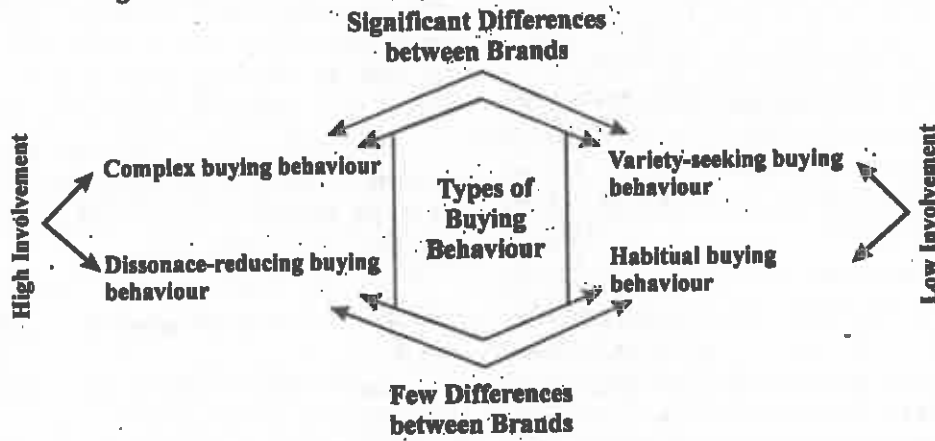 Significant Differences
between Brands
High Involvement
Complex buying behaviour
Dissonace-reducing buying
behaviour
Types of
Buying
Behaviour
Variety-seeking buying
behaviour
Habitual buying
behaviour
Low Involvement
Few Differences
between Brands